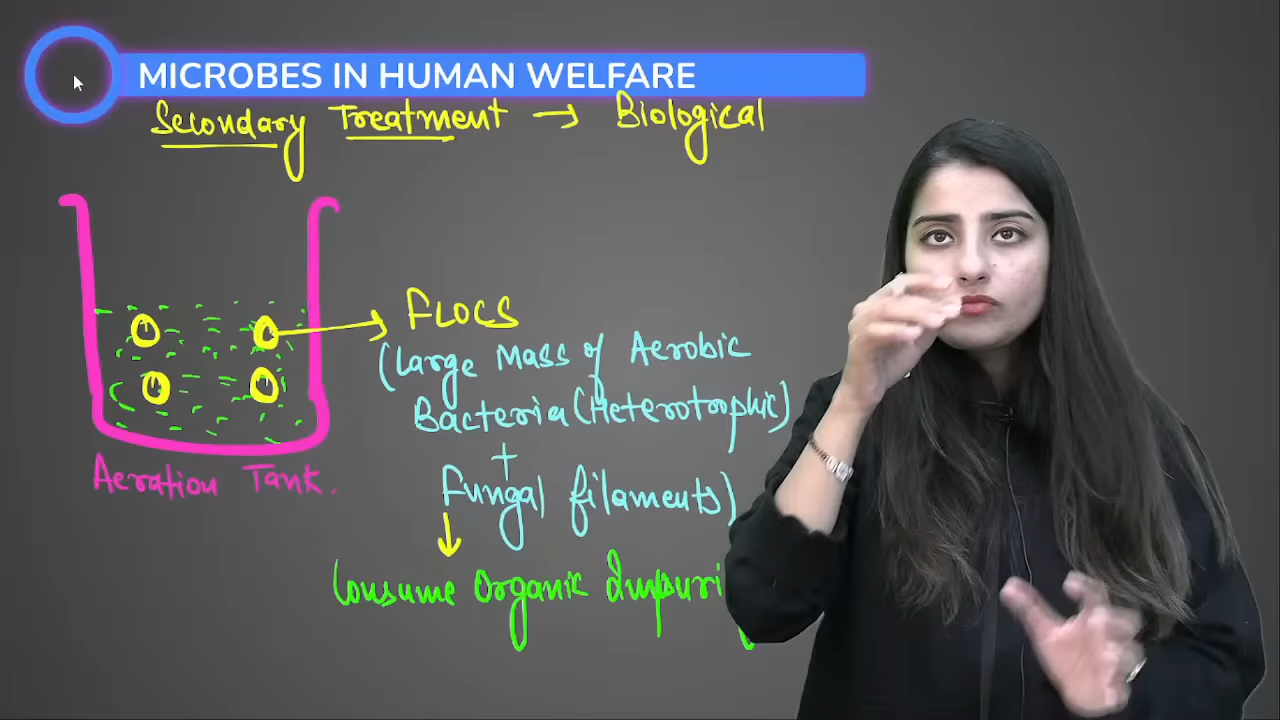 MICROBES IN HUMAN WELFARE
Secondary Treatment → Biological
FLOCS
(Large Mass of Aerobic
Bacteria (Heterotrophic)
+
Fungal filaments)
Aeration Tank.
↓
Consume Organic